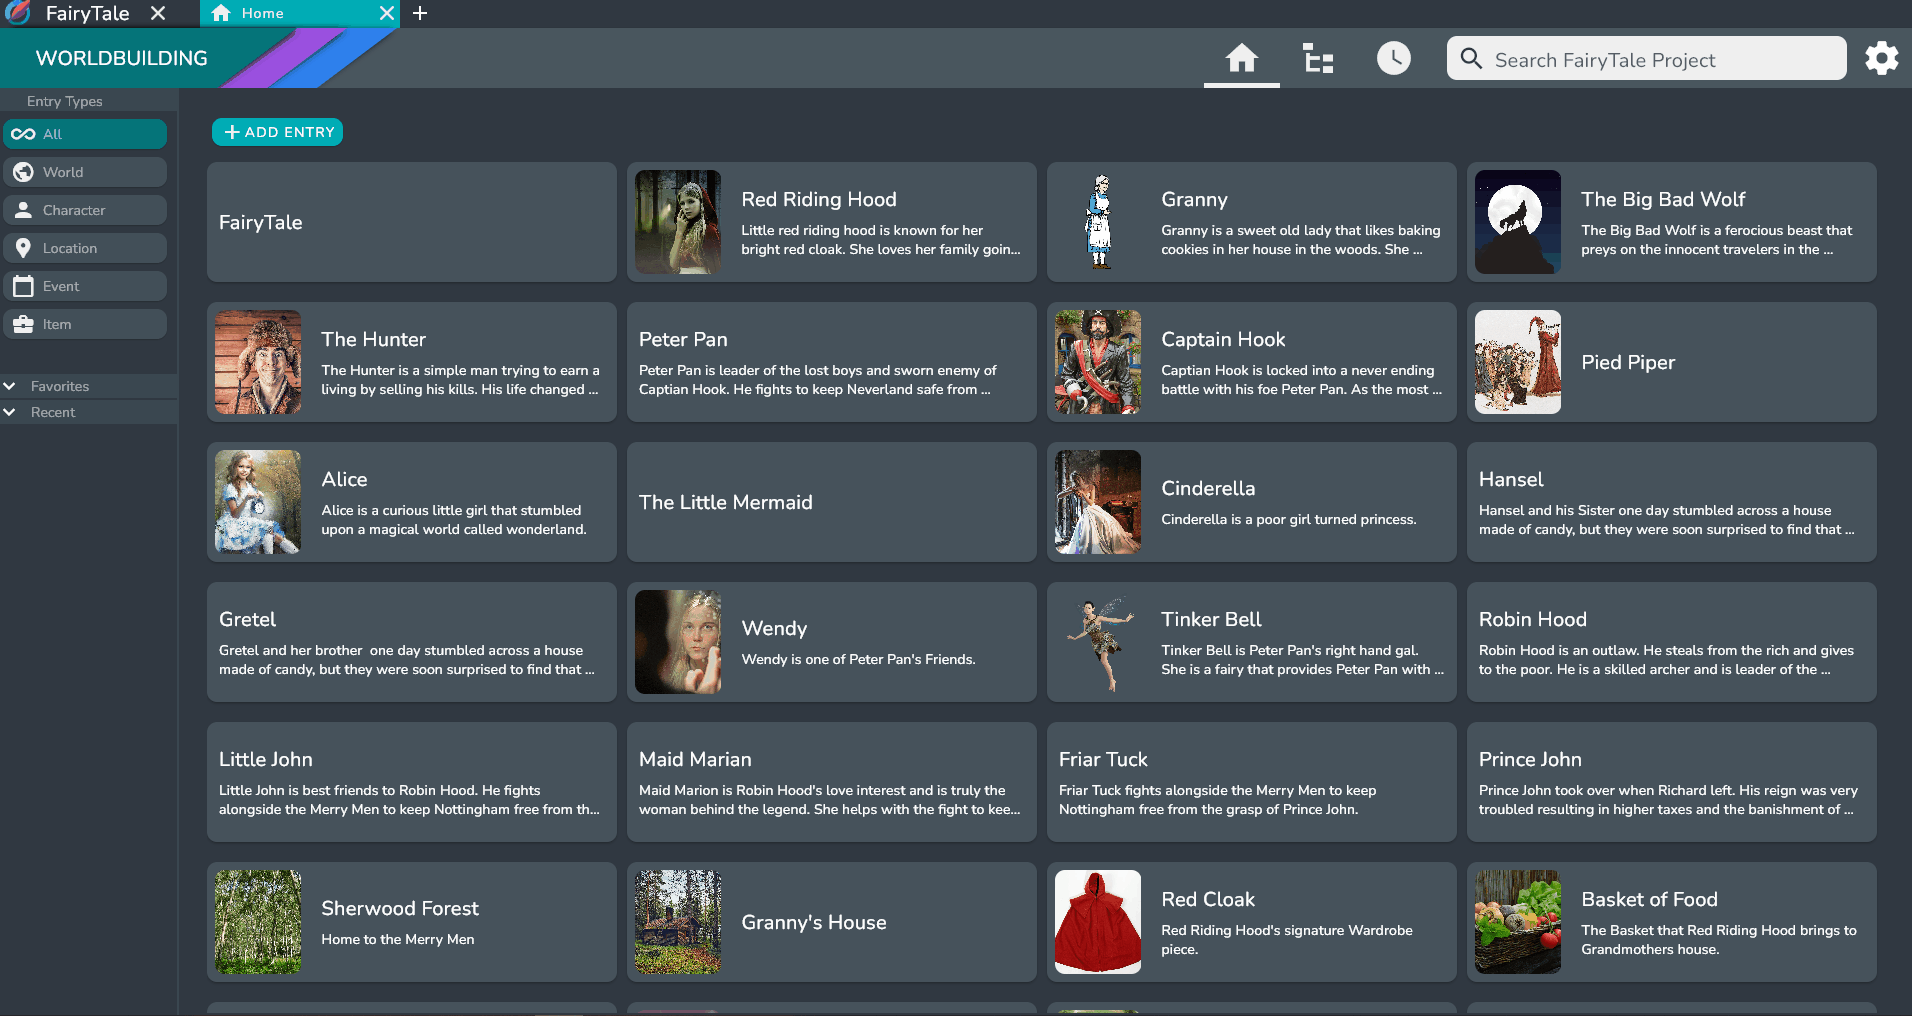 FairyTale
Home
WORLDBUILDING
Search FairyTale Project
Entry Types
All
World
Character
Location
Event
Item
Favorites
Recent
ADD ENTRY
FairyTale
Red Riding Hood
Little red riding hood is known for her
bright red cloak. She loves her family goin...
Granny
Granny is a sweet old lady that likes baking
cookies in her house in the woods. She ...
The Big Bad Wolf
The Big Bad Wolf is a ferocious beast that
preys on the innocent travelers in the ...
The Hunter
The Hunter is a simple man trying to earn a
living by selling his kills. His life changed ...
Peter Pan
Peter Pan is leader of the lost boys and sworn enemy of
Captian Hook. He fights to keep Neverland safe from ...
Captain Hook
Captian Hook is locked into a never ending
battle with his foe Peter Pan. As the most ...
Pied Piper
Alice
Alice is a curious little girl that stumbled
upon a magical world called wonderland.
The Little Mermaid
Cinderella
Cinderella is a poor girl turned princess.
Hansel
Hansel and his Sister one day stumbled across a house
made of candy, but they were soon surprised to find that ...
Gretel
Gretel and her brother  one day stumbled across a house
made of candy, but they were soon surprised to find that ...
Wendy
Wendy is one of Peter Pan's Friends.
Tinker Bell
Tinker Bell is Peter Pan's right hand gal.
She is a fairy that provides Peter Pan with ...
Robin Hood
Robin Hood is an outlaw. He steals from the rich and gives
to the poor. He is a skilled archer and is leader of the ...
Little John
Little John is best friends to Robin Hood. He fights
alongside the Merry Men to keep Nottingham free from th...
Maid Marian
Maid Marion is Robin Hood's love interest and is truly the
woman behind the legend. She helps with the fight to kee...
Friar Tuck
Friar Tuck fights alongside the Merry Men to keep
Nottingham free from the grasp of Prince John.
Prince John
Prince John took over when Richard left. His reign was very
troubled resulting in higher taxes and the banishment of ...
Sherwood Forest
Home to the Merry Men
Granny's House
Red Cloak
Red Riding Hood's signature Wardrobe
piece.
Basket of Food
The Basket that Red Riding Hood brings to
Grandmothers house.